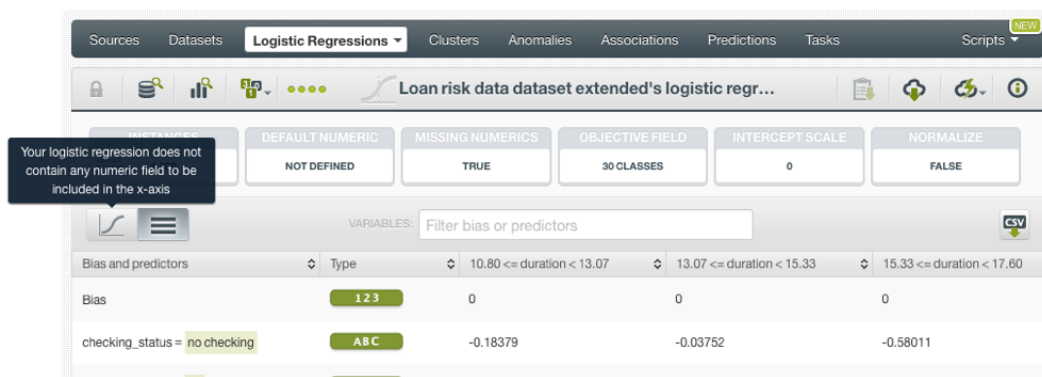 NEW
Sources Datasets Logistic Regressions Clusters Anomalies Associations Predictions Tasks Scripts
Loan risk data dataset extended's logistic regr...
INSTANCES DEFAULT NUMERIC MISSING NUMERICS OBJECTIVE FIELD INTERCEPT SCALE NORMALIZE
NOT DEFINED TRUE 30 CLASSES 0 FALSE
Your logistic regression does not
contain any numeric field to be
included in the x-axis
VARIABLES: Filter bias or predictors CSV
Bias and predictors Type 10.80 <= duration < 13.07 13.07 <= duration < 15.33 15.33 <= duration < 17.60
Bias 123 0 0 0
checking_status = no checking ABC -0.18379 -0.03752 -0.58011